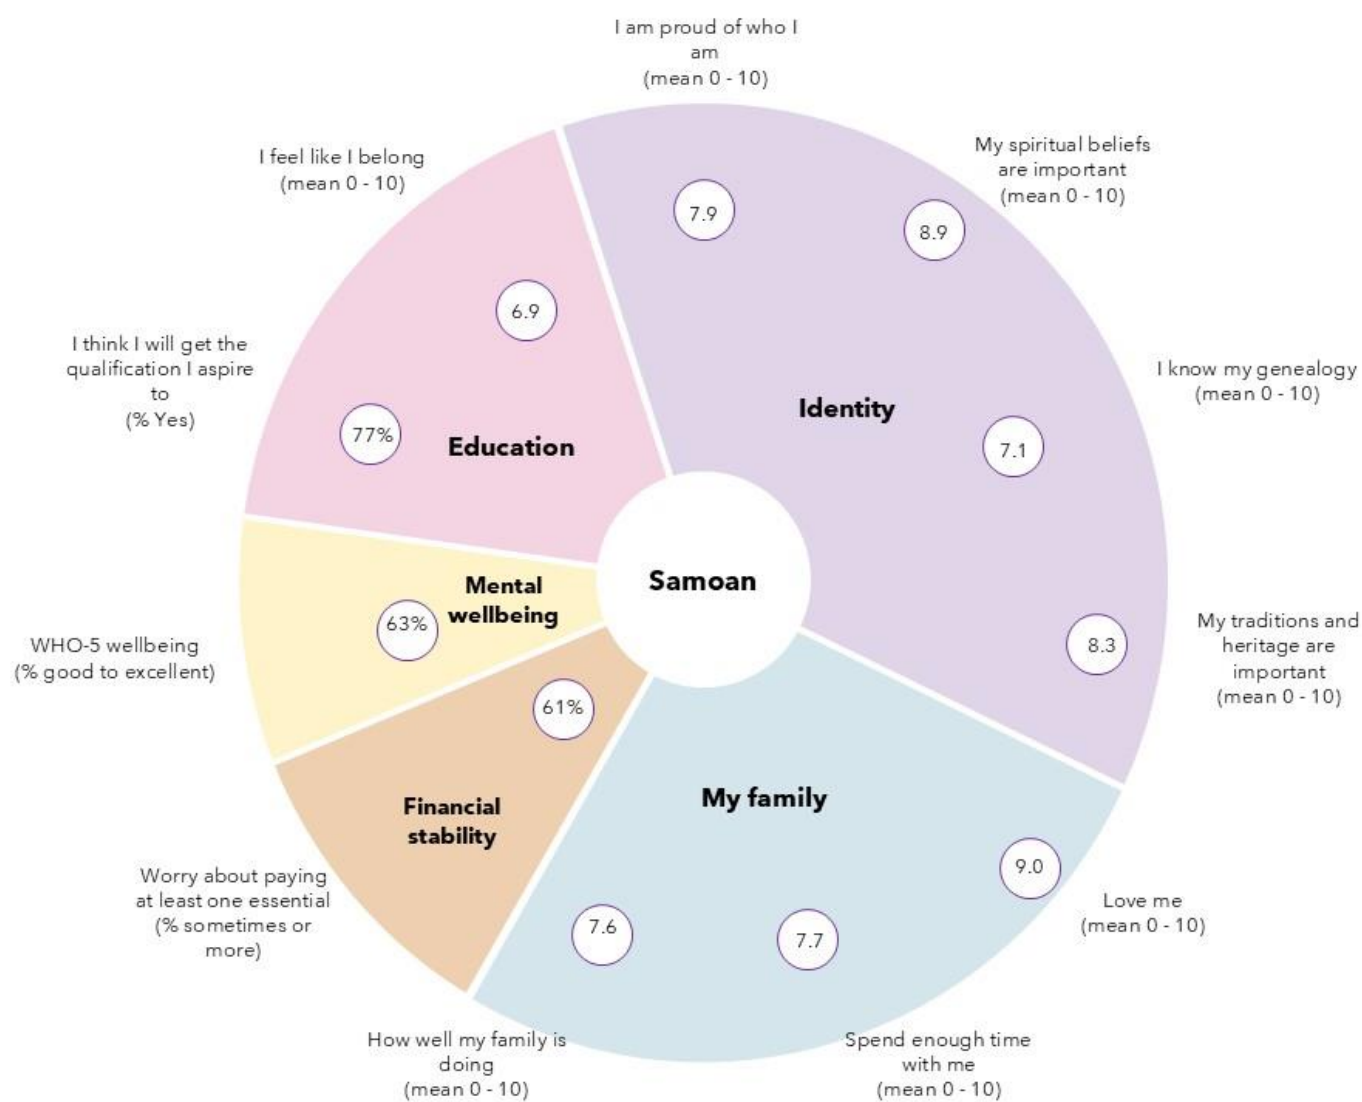 I am proud of who I
am
(mean 0 - 10)
My spiritual beliefs
are important
(mean 0 - 10)
I feel like I belong
(mean 0 - 10)
7.9
8.9
6.9
I think I will get the
qualification I aspire
to
(% Yes)
I know my genealogy
(mean 0 - 10)
Identity
77%
Education
7.1
Samoan
Mental
wellbeing
63%
WHO-5 wellbeing
(% good to excellent)
8.3
My traditions and
heritage are
important
(mean 0 - 10)
61%
Financial
stability
My family
Worry about paying
at least one essential
(% sometimes or
more)
9.0
Love me
(mean 0 - 10)
7.6
7.7
How well my family is
doing
(mean 0 - 10)
Spend enough time
with me
(mean 0 - 10)